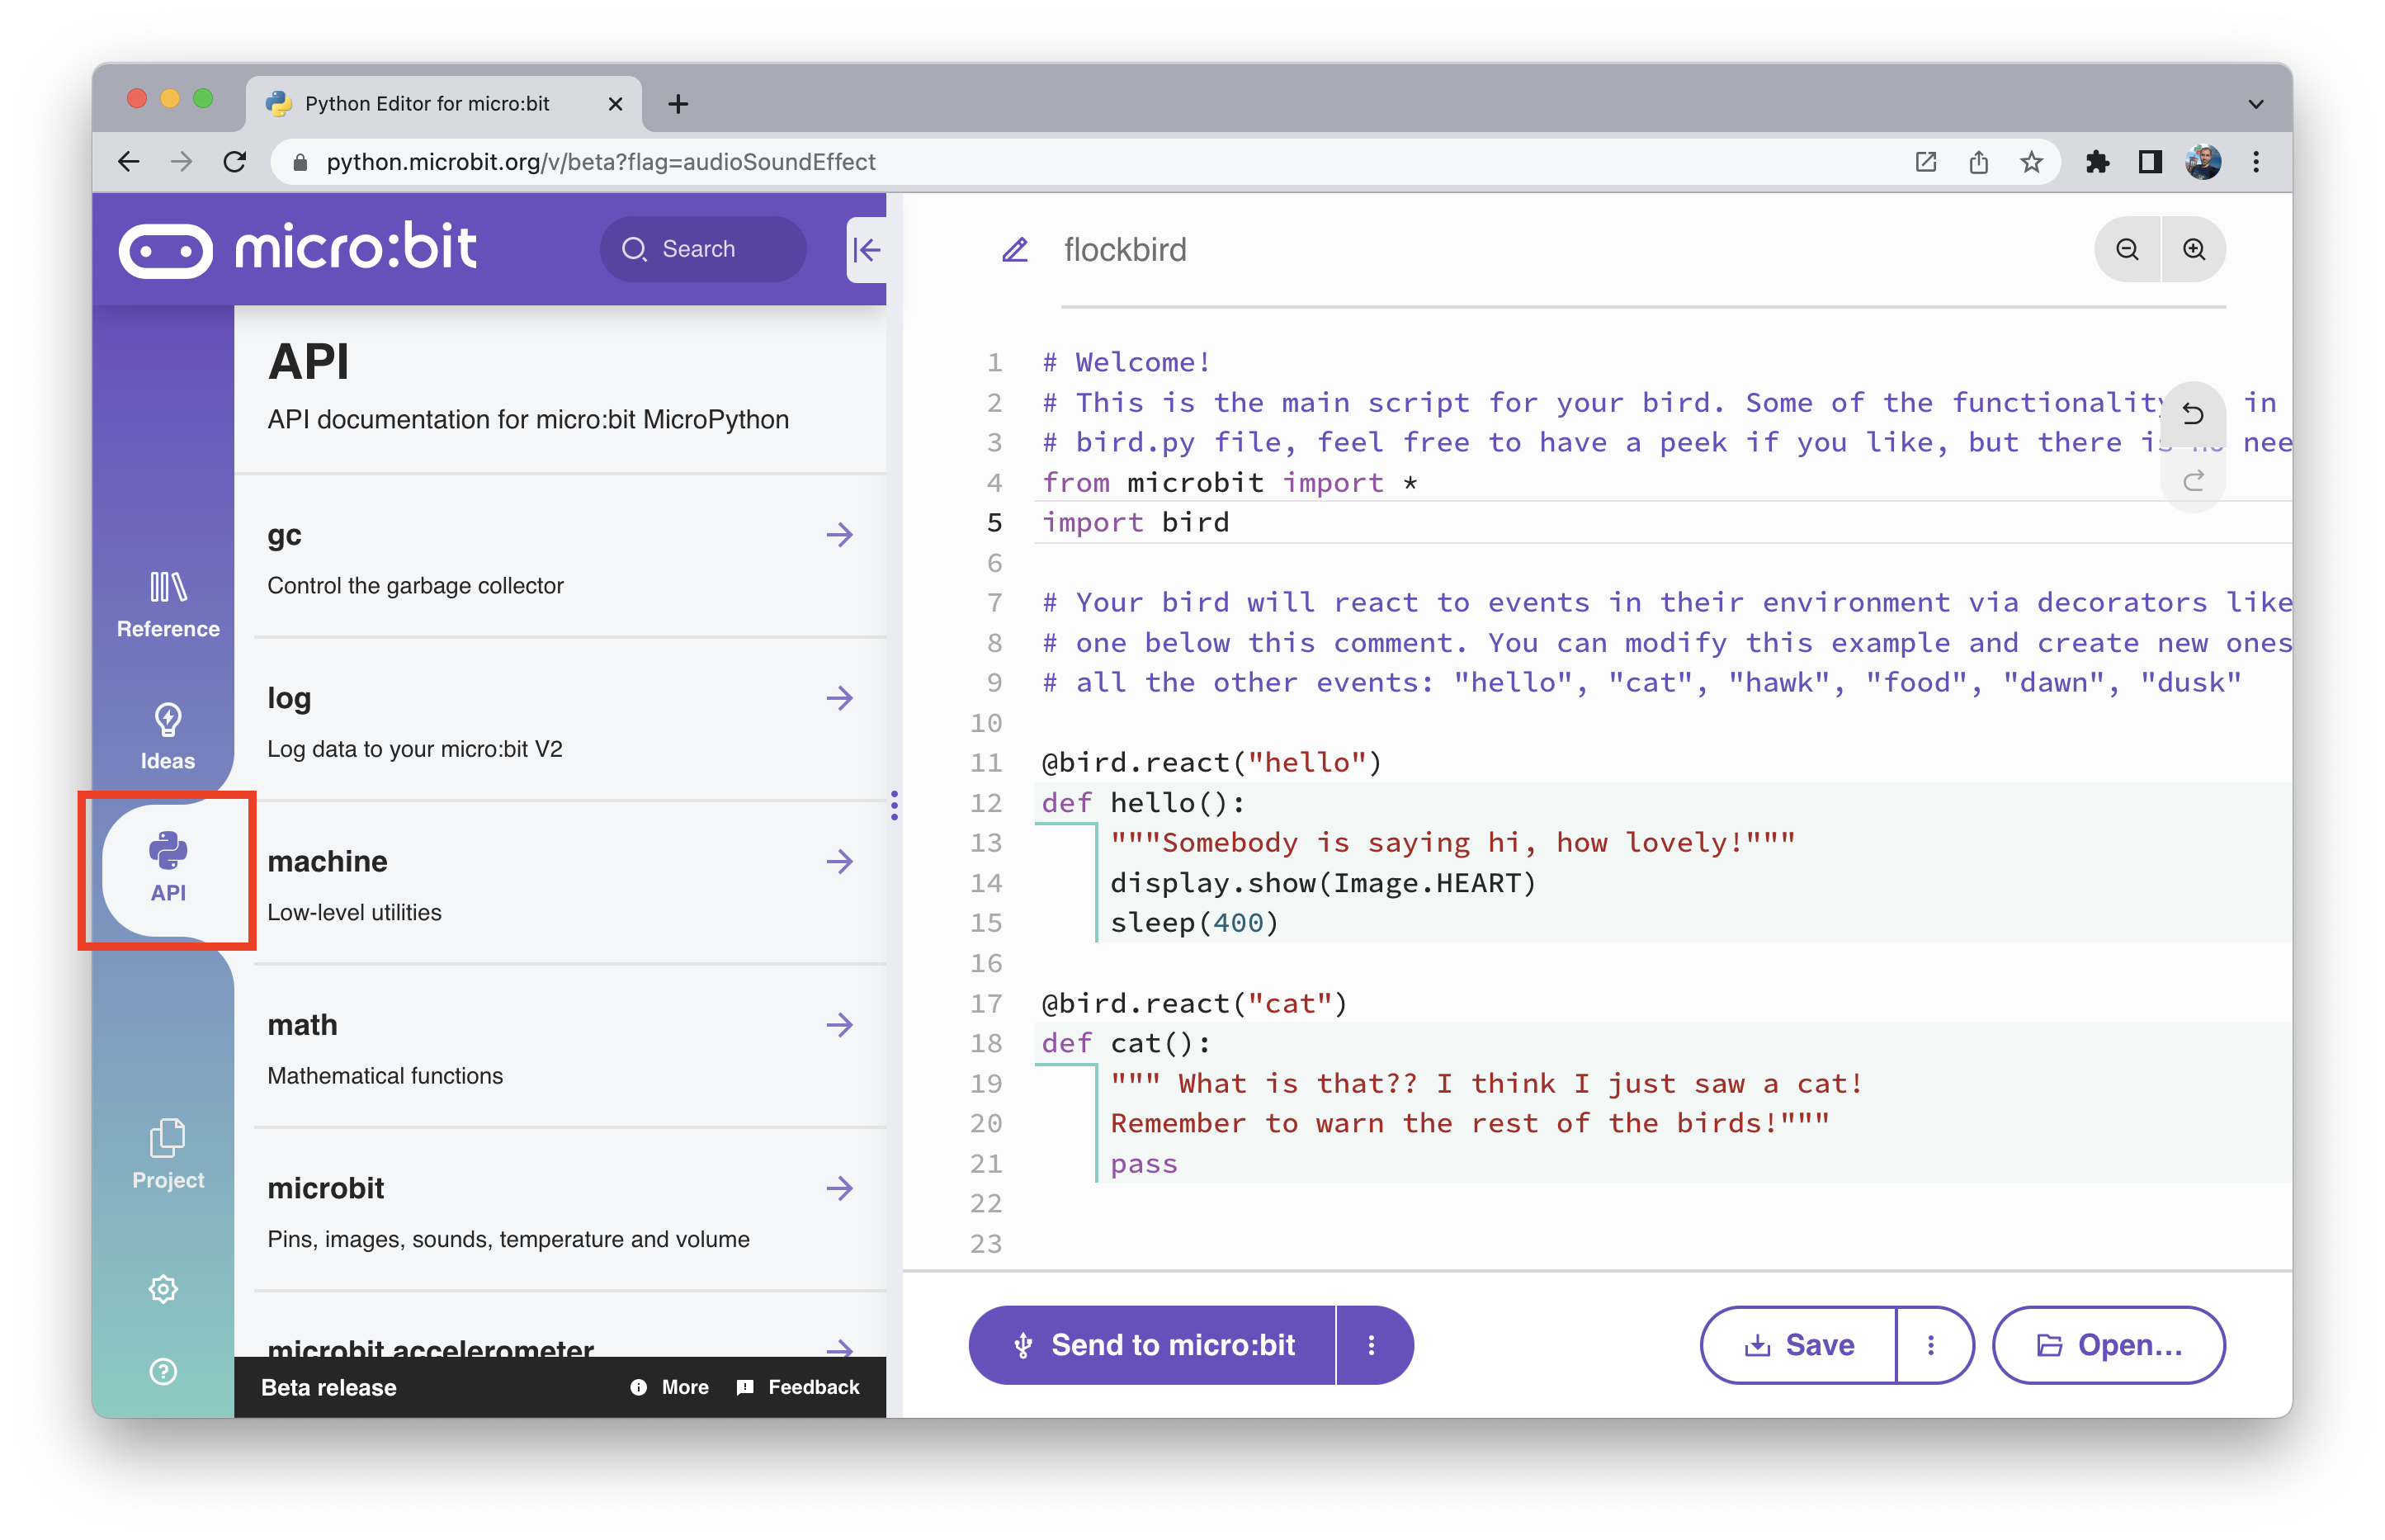 Python Editor for micro:bit
python.microbit.org/v/beta?flag=audioSoundEffect
micro:bit
Search
Reference
Ideas
API
Project
API
API documentation for micro:bit MicroPython
gc
Control the garbage collector
log
Log data to your micro:bit V2
machine
Low-level utilities
math
Mathematical functions
microbit
Pins, images, sounds, temperature and volume
microbit accelerometer
Beta release
More
Feedback
flockbird
1 # Welcome!
2 # This is the main script for your bird. Some of the functionality in
3 # bird.py file, feel free to have a peek if you like, but there is no nee
4 from microbit import *
5 import bird
6
7 # Your bird will react to events in their environment via decorators like
8 # one below this comment. You can modify this example and create new ones
9 # all the other events: "hello", "cat", "hawk", "food", "dawn", "dusk"
10
11 @bird.react("hello")
12 def hello():
13 """Somebody is saying hi, how lovely!"""
14 display.show(Image.HEART)
15 sleep(400)
16
17 @bird.react("cat")
18 def cat():
19 """ What is that?? I think I just saw a cat!
20 Remember to warn the rest of the birds!"""
21 pass
22
23
Send to micro:bit
Save
Open...